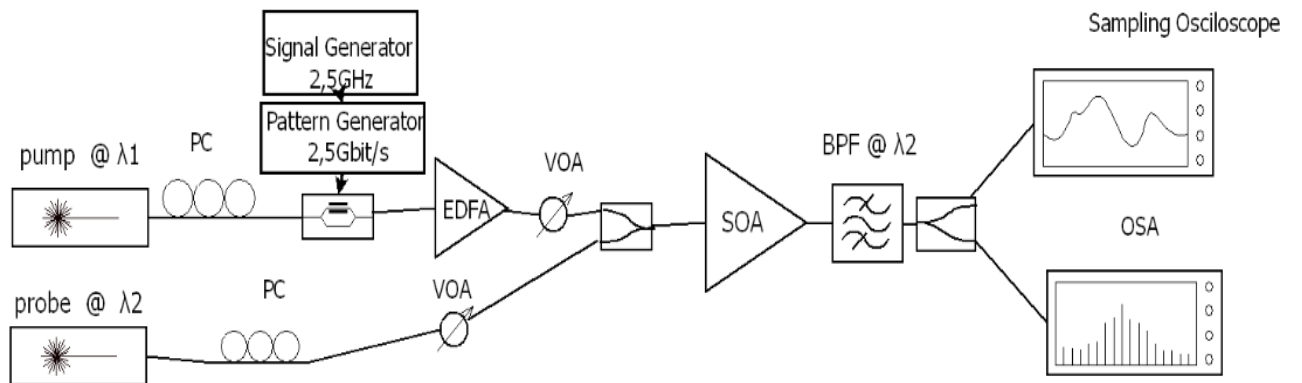 Sampling Osciloscope
Signal Generator
2,5GHz
Pattern Generator
2,5Gbit/s
PC
pump @ λ1
VOA
BPF @ λ2
EDFA
SOA
OSA
PC
VOA
probe @ λ2